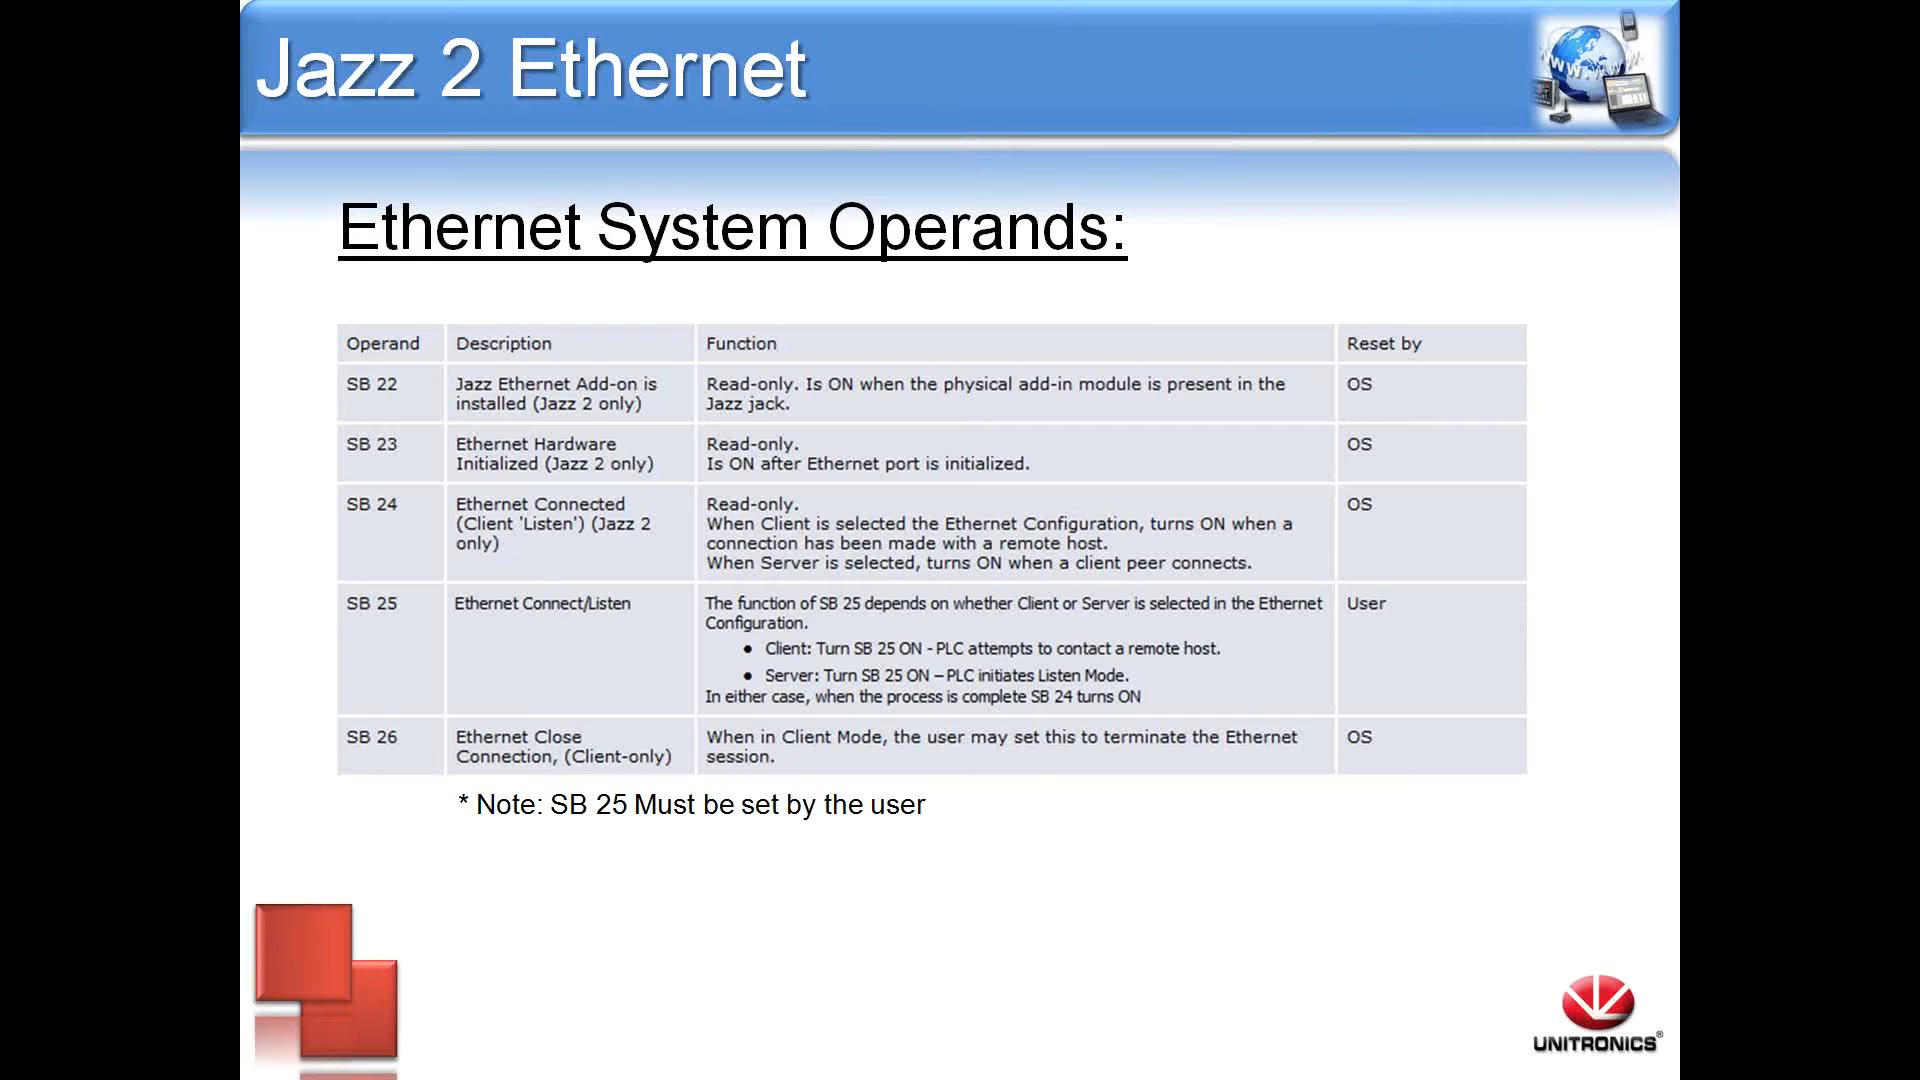 Jazz 2 Ethernet
www
Ethernet System Operands:
Operand Description Function Reset by
SB 22 Jazz Ethernet Add-on is Read-only. Is ON when the physical add-in module is present in the OS
installed (Jazz 2 only) Jazz jack.
SB 23 Ethernet Hardware Read-only. OS
Initialized (Jazz 2 only) Is ON after Ethernet port is initialized.
SB 24 Ethernet Connected Read-only. OS
(Client 'Listen') (Jazz 2 When Client is selected the Ethernet Configuration, turns ON when a
only) connection has been made with a remote host.
When Server is selected, turns ON when a client peer connects.
SB 25 Ethernet Connect/Listen The function of SB 25 depends on whether Client or Server is selected in the Ethernet User
Configuration.
• Client: Turn SB 25 ON - PLC attempts to contact a remote host.
• Server: Turn SB 25 ON – PLC initiates Listen Mode.
In either case, when the process is complete SB 24 turns ON
SB 26 Ethernet Close When in Client Mode, the user may set this to terminate the Ethernet OS
Connection, (Client-only) session.
* Note: SB 25 Must be set by the user
UNITRONICS®